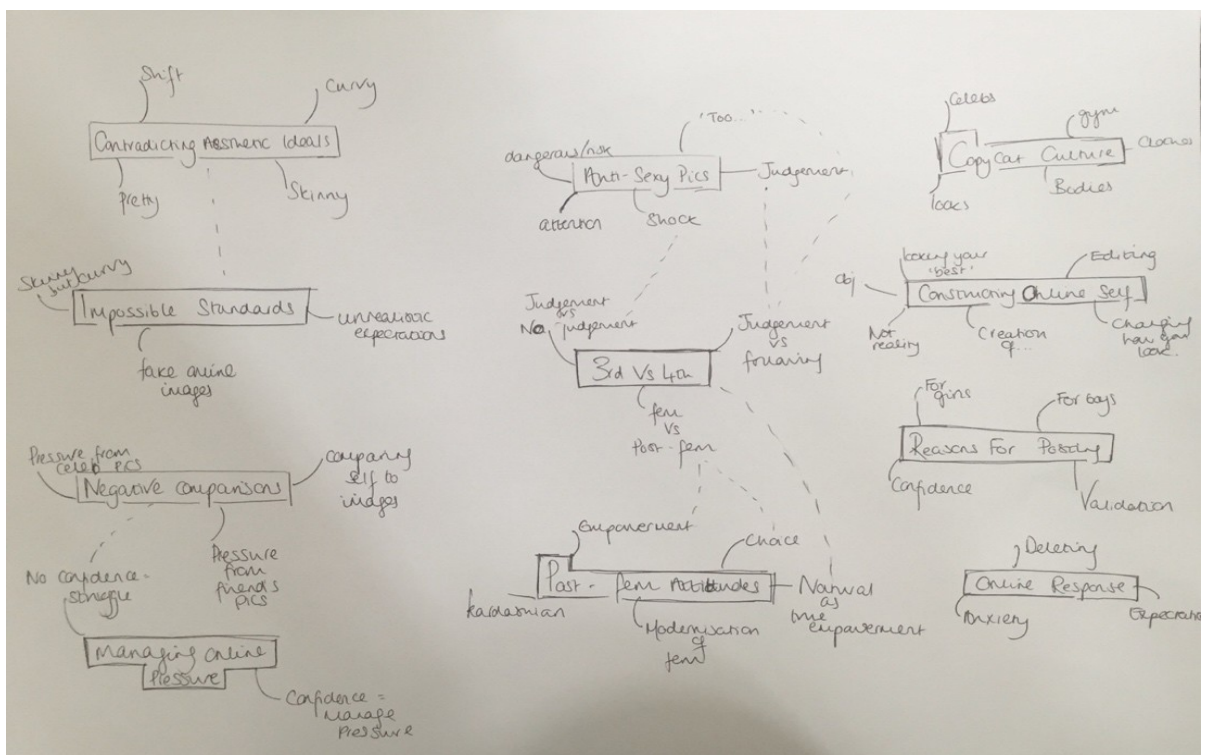 Shift
Curvy
Contradicting Aesthetic Ideals
Pretty
Skinny
Skinny
but curvy
Impossible Standards
unrealistic
expectations
fake online
images
Pressure from
celeb pics
Negative comparisons
comparing
self to
images
Pressure
from
friends
pics
No confidence =
struggle
Managing Online
Pressure
Confidence =
Manage
Pressure
'Too...'
dangerous/risk
Anti-Sexy Pics
Judgement
attention
Shock
Judgement
vs
No judgement
Judgement
vs
following
3rd Vs 4th
fem
vs
Post-fem
Empowerment
Choice
Post-fem Attitudes
Kardashian
Modernisation
of
fem
Natural
as
true
empowerment
Celebs
gym
Copycat Culture
Clothes
looks
Bodies
looking your
'best'
Editing
obj
Constructing Online Self
Not
reality
Creation
of...
Changing
how you
look..
For
girls
For boys
Reasons For Posting
Confidence
Validation
Deleting
Online Response
Anxiety
Expectatio